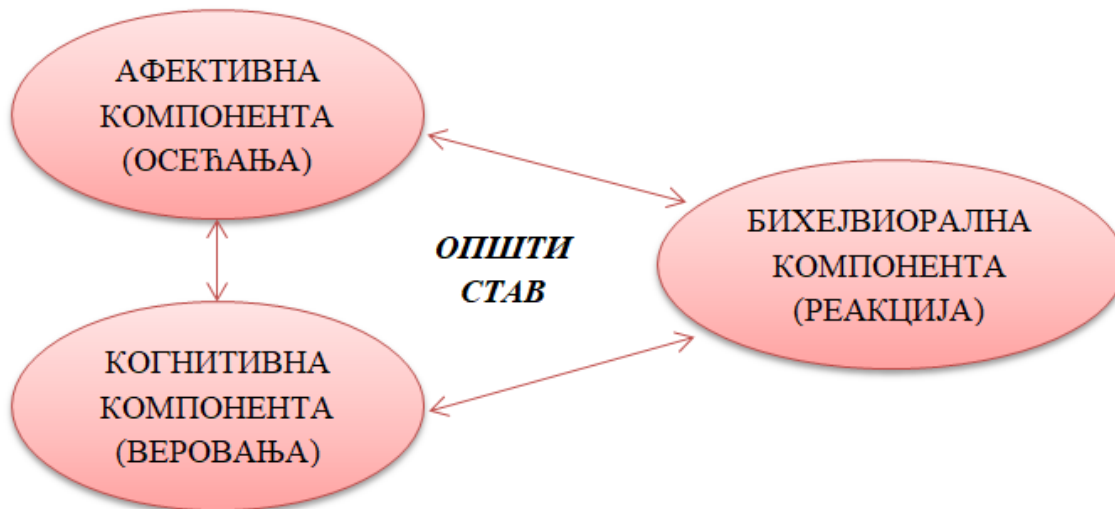 АФЕКТИВНА
КОМПОНЕНТА
(ОСЕЋАЊА)
ОПШТИ
СТАВ
БИХЕЈВИОРАЛНА
КОМПОНЕНТА
(РЕАКЦИЈА)
КОГНИТИВНА
КОМПОНЕНТА
(ВЕРОВАЊА)